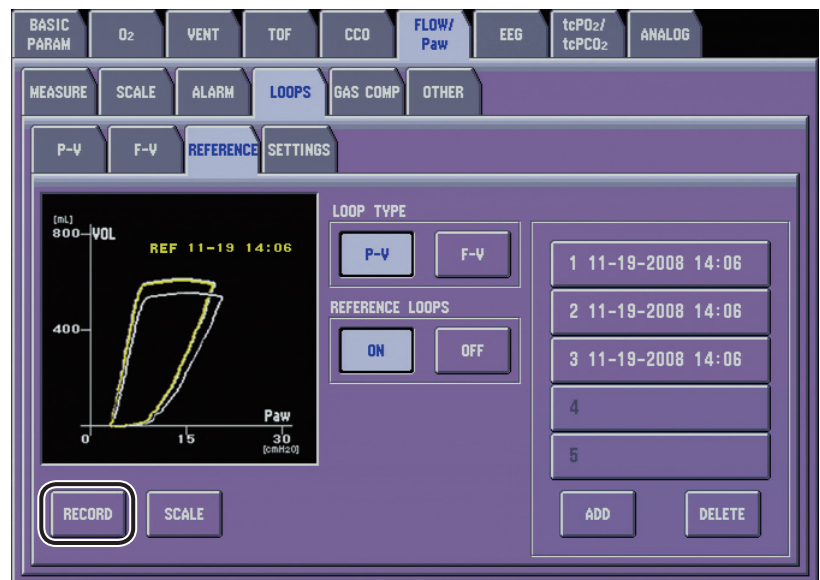 BASIC PARAM O2 VENT TOF CCO FLOW/ Paw EEG tcPO2/ tcPCO2 ANALOG
MEASURE SCALE ALARM LOOPS GAS COMP OTHER
P-V F-V REFERENCE SETTINGS
[mL]
800 VOL
REF 11-19 14:06
400
Paw
0 15 30
[cmH2O]
LOOP TYPE
P-V F-V
REFERENCE LOOPS
ON OFF
1 11-19-2008 14:06
2 11-19-2008 14:06
3 11-19-2008 14:06
4
5
RECORD SCALE ADD DELETE